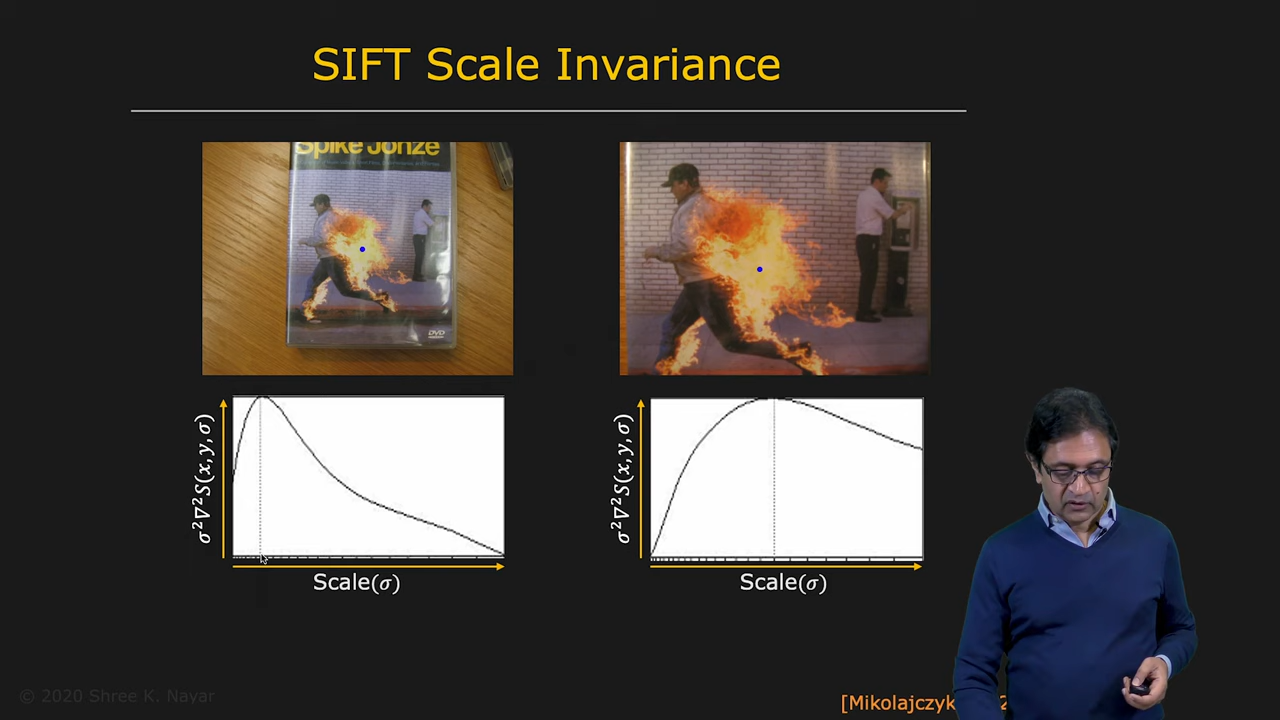 SIFT Scale Invariance
Spike Jonze
DVD
σ²∇²S(x, y, σ)
σ²∇²S(x, y, σ)
Scale(σ)
Scale(σ)
© 2020 Shree K. Nayar
[Mikolajczyk